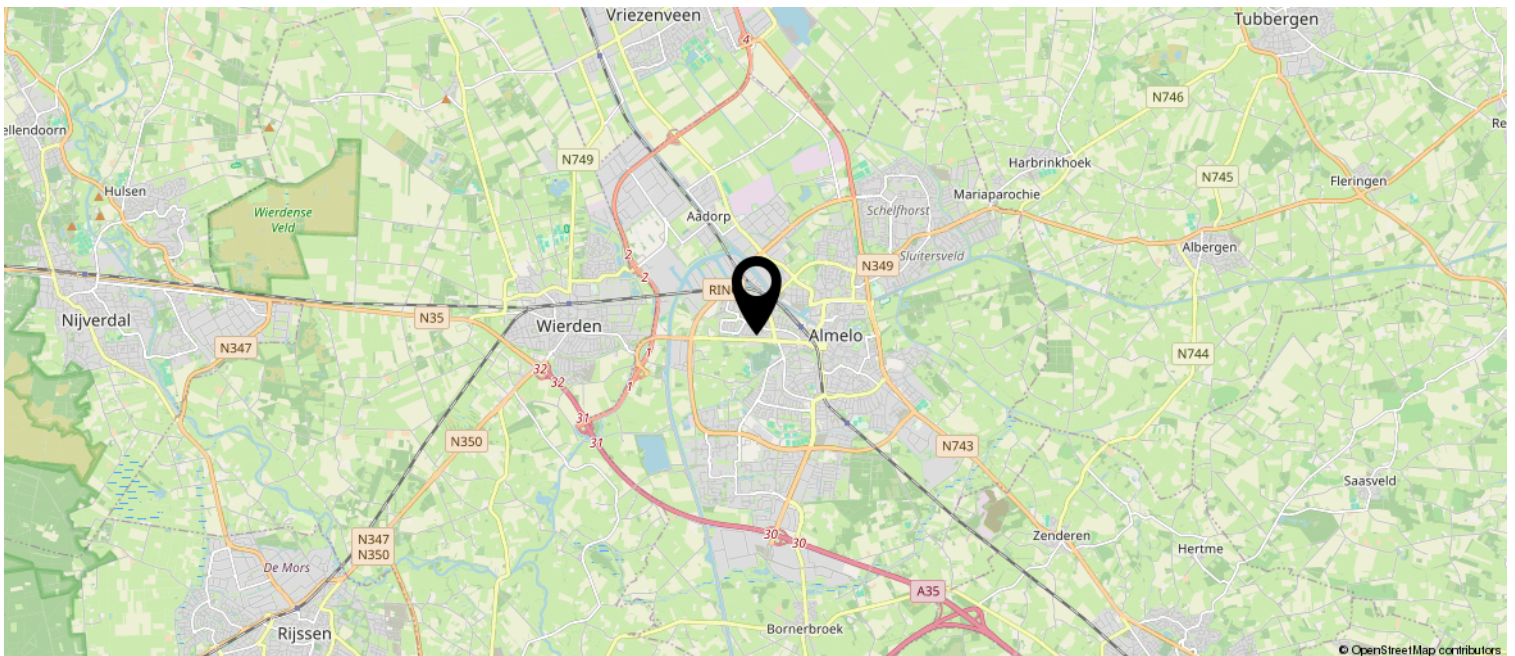 Vriezenveen
Tubbergen
4
N746
ellendoorn
Re
N749
Harbrinkhoek
Hulsen
Mariaparochie
N745
Fleringen
Wierdense
Veld
Aadorp
Schelfhorst
Albergen
2
2
N349
Sluitersveld
RIN
Nijverdal
N35
Wierden
Almelo
N347
1
N744
32
32
1
31
31
N350
N743
Saasveld
N347
N350
30
30
Zenderen
Hertme
De Mors
A35
Rijssen
Bornerbroek
© OpenStreetMap contributors